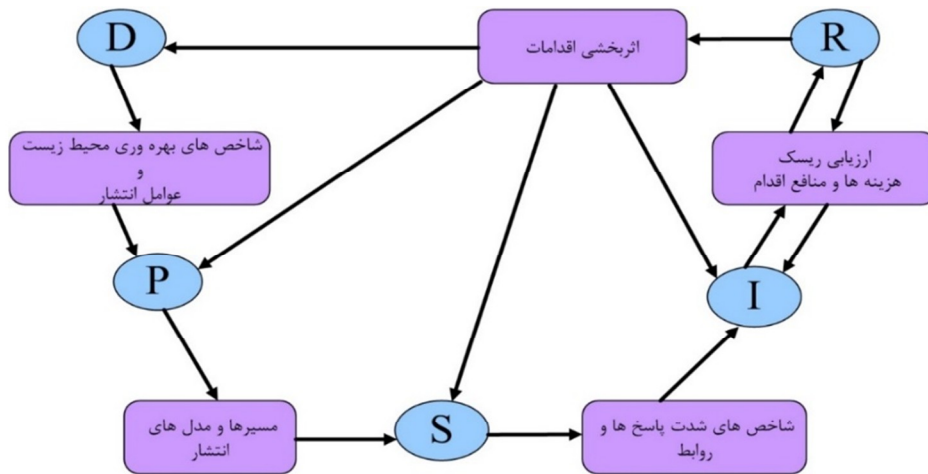 D
اثربخشی اقدامات
R
شاخص های بهره وری محیط زیست
و
عوامل انتشار
ارزیابی ریسک
هزینه ها و منافع اقدام
P
I
مسیرها و مدل های
انتشار
S
شاخص های شدت پاسخ ها و
روابط